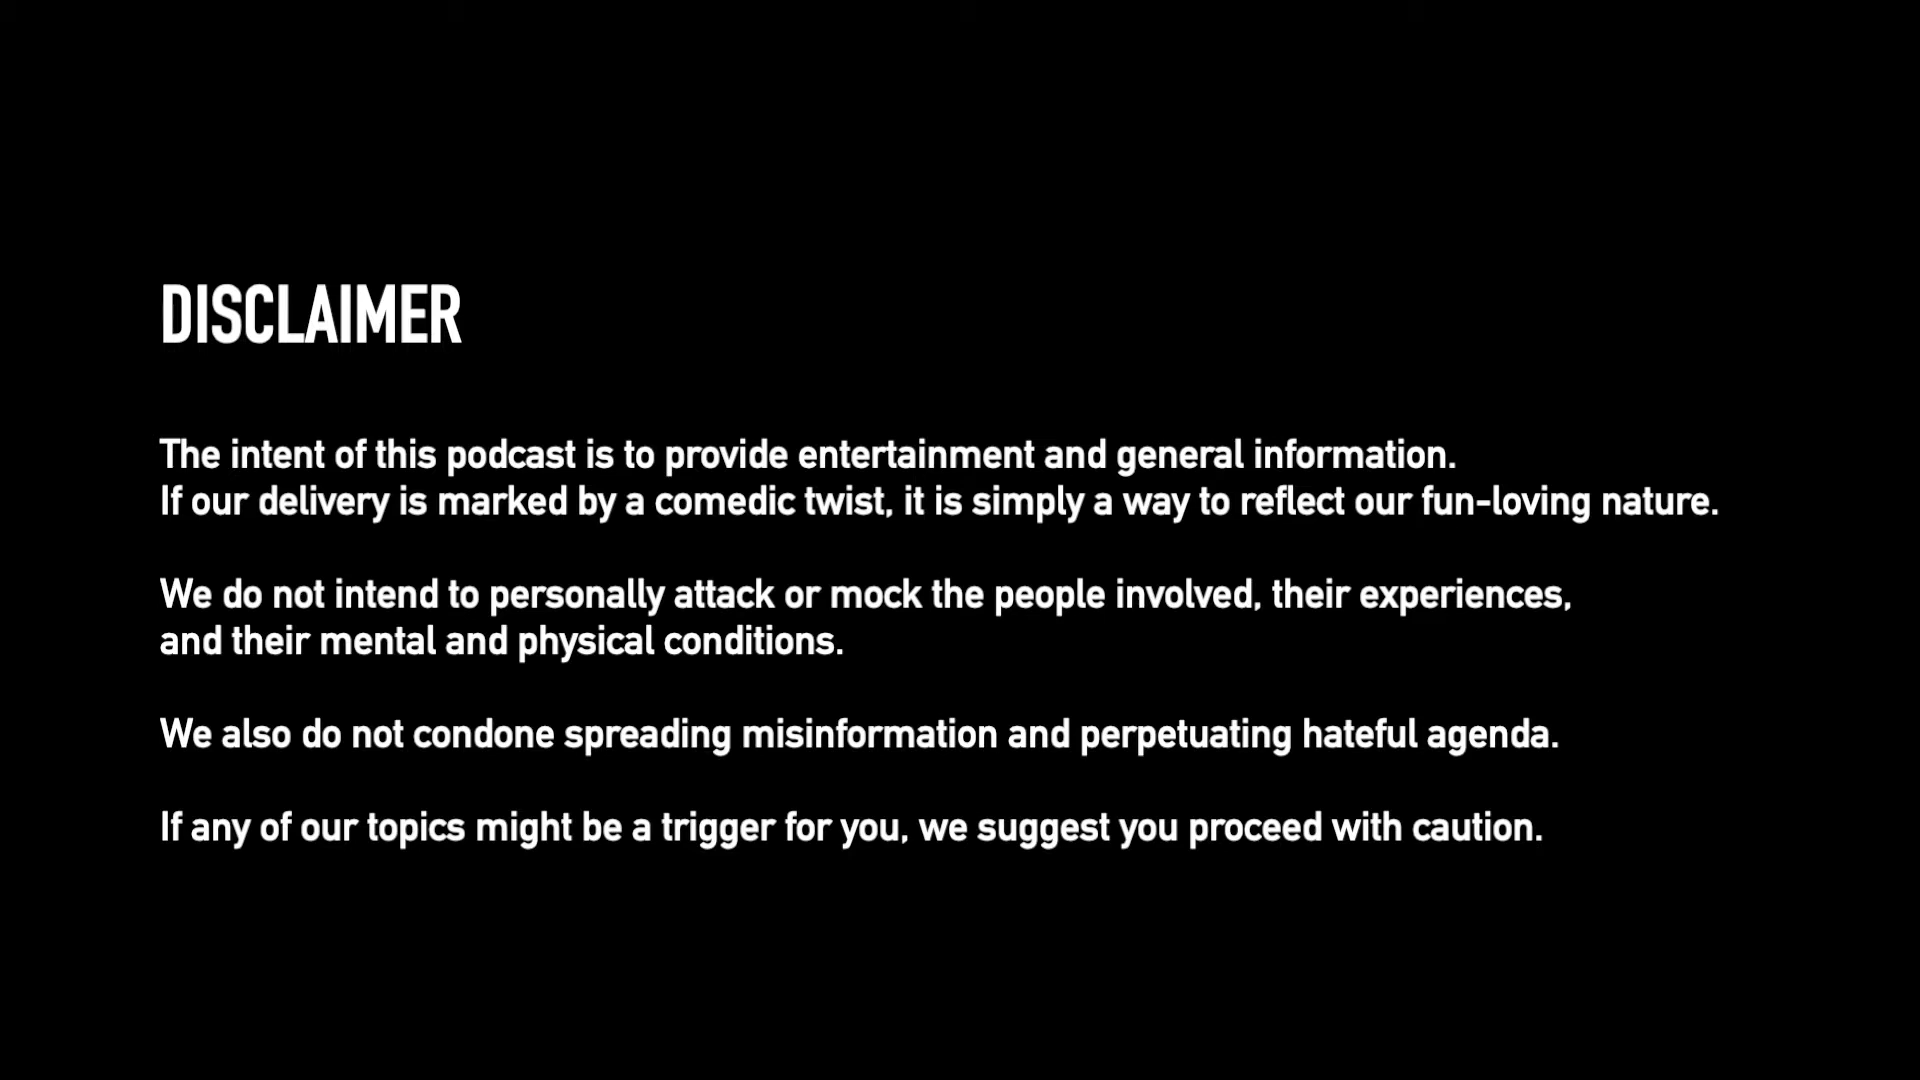 DISCLAIMER
The intent of this podcast is to provide entertainment and general information.
If our delivery is marked by a comedic twist, it is simply a way to reflect our fun-loving nature.
We do not intend to personally attack or mock the people involved, their experiences,
and their mental and physical conditions.
We also do not condone spreading misinformation and perpetuating hateful agenda.
If any of our topics might be a trigger for you, we suggest you proceed with caution.